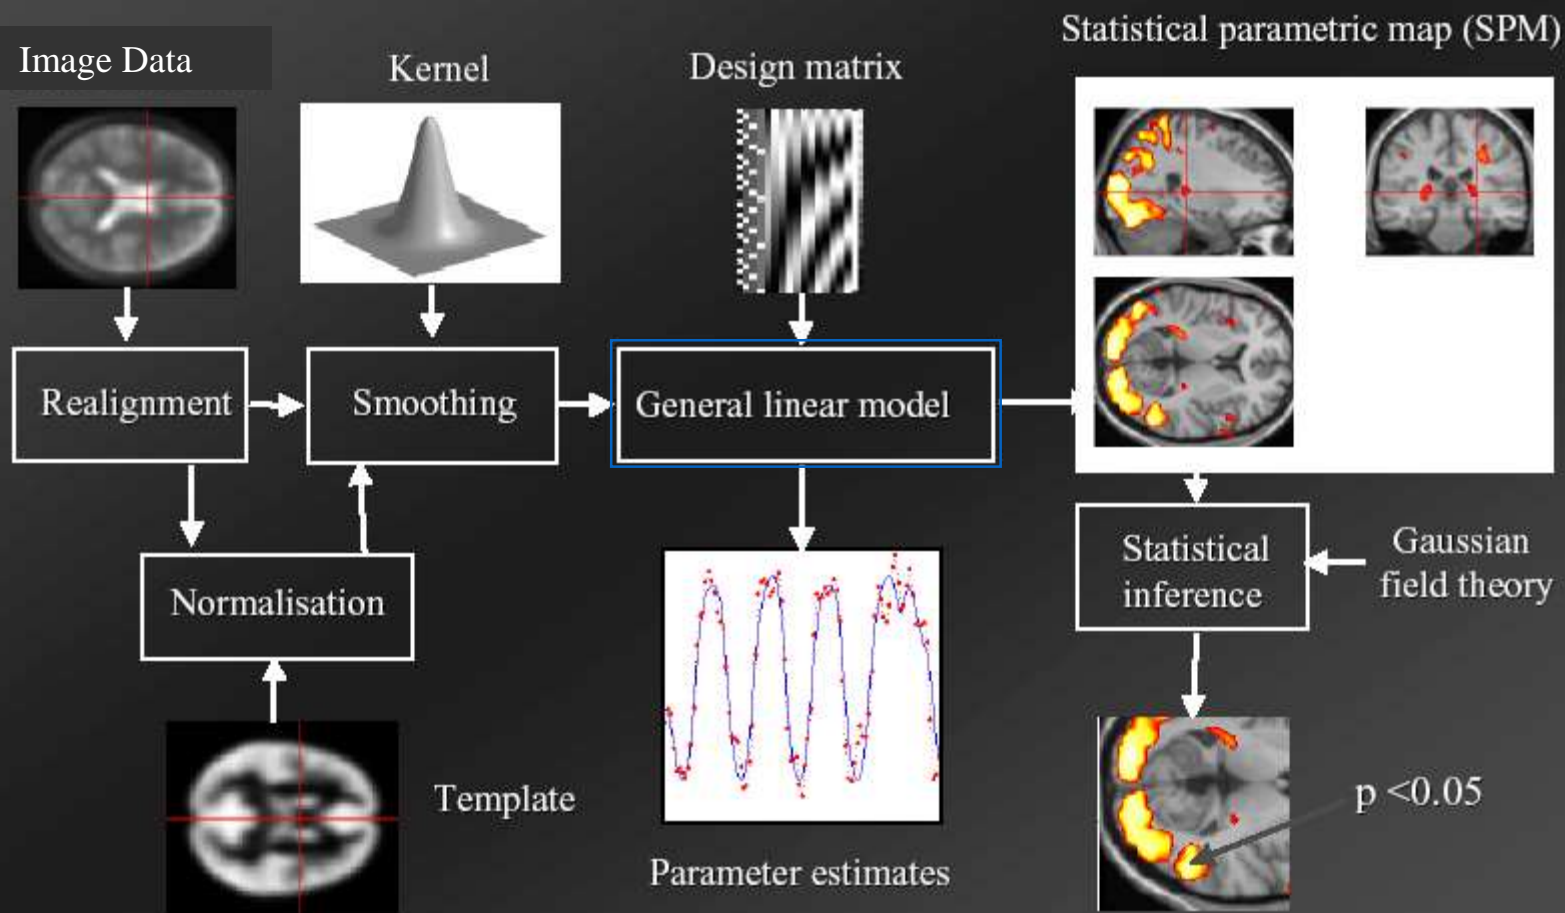 Statistical parametric map (SPM)
Image Data
Kernel
Design matrix
Realignment
Smoothing
General linear model
Normalisation
Statistical
inference
Gaussian
field theory
Template
p <0.05
Parameter estimates